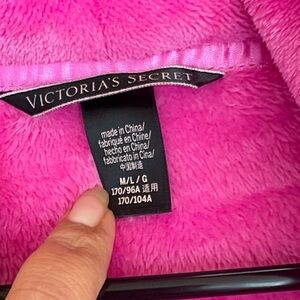 VICTORIA'S SECRET
made in China/
fabriqué en Chine/
hecho en China/
fabbricato in Cina/
中国制造
M/L/G
170/96A 适用
170/104A